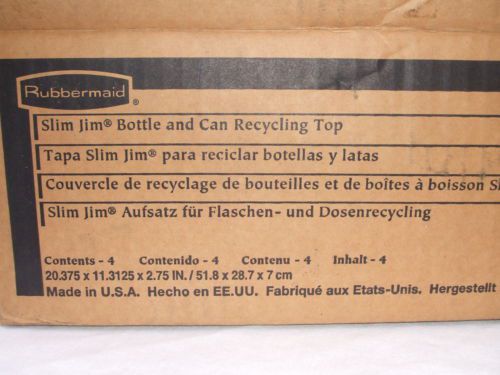 Rubbermaid®
Slim Jim® Bottle and Can Recycling Top
Tapa Slim Jim® para reciclar botellas y latas
Couvercle de recyclage de bouteilles et de boîtes à boisson
Slim Jim® Aufsatz für Flaschen- und Dosenrecycling
Contents - 4 Contenido - 4 Contenu - 4 Inhalt - 4
20.375 x 11.3125 x 2.75 IN. / 51.8 x 28.7 x 7 cm
Made in U.S.A. Hecho en EE.UU. Fabriqué aux Etats-Unis. Hergestellt